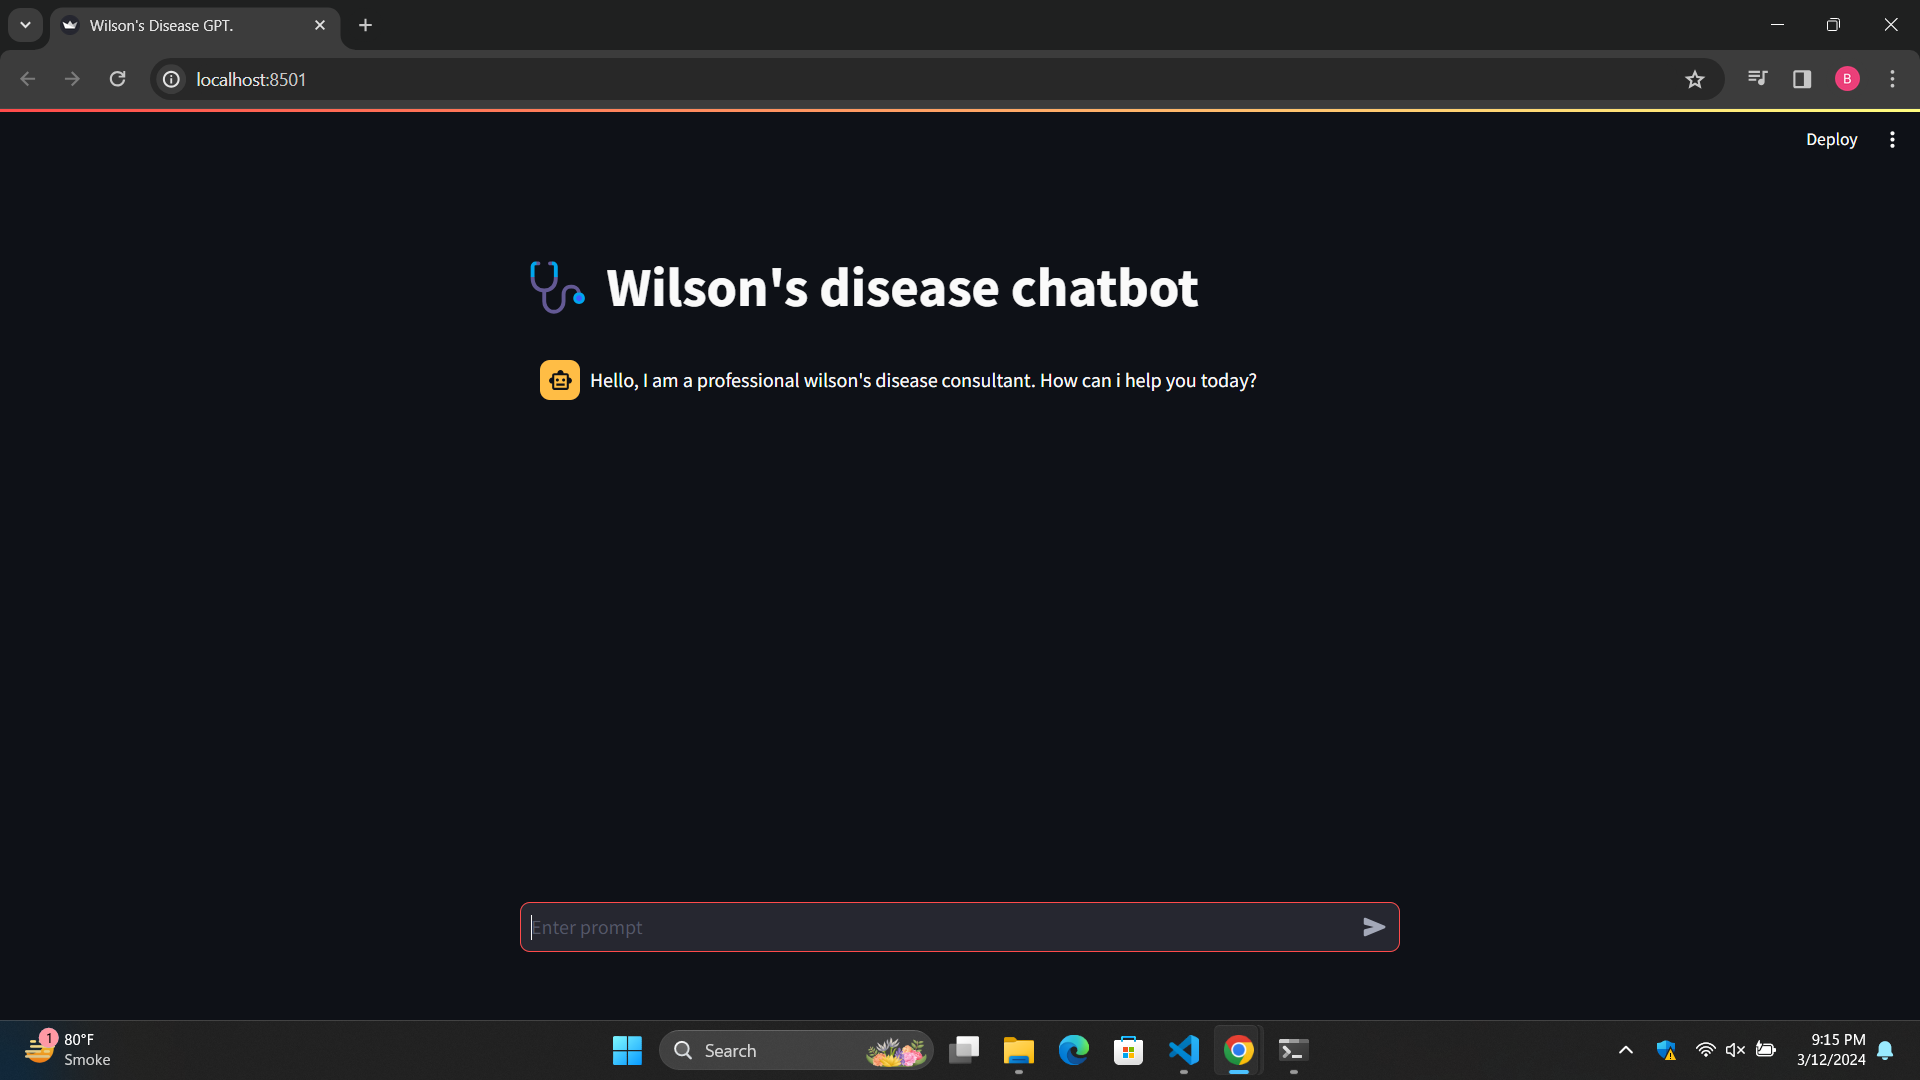 Wilson's Disease GPT.
localhost:8501
B
Deploy
Wilson's disease chatbot
Hello, I am a professional wilson's disease consultant. How can i help you today?
Enter prompt
1
80°F
Smoke
Search
9:15 PM
3/12/2024